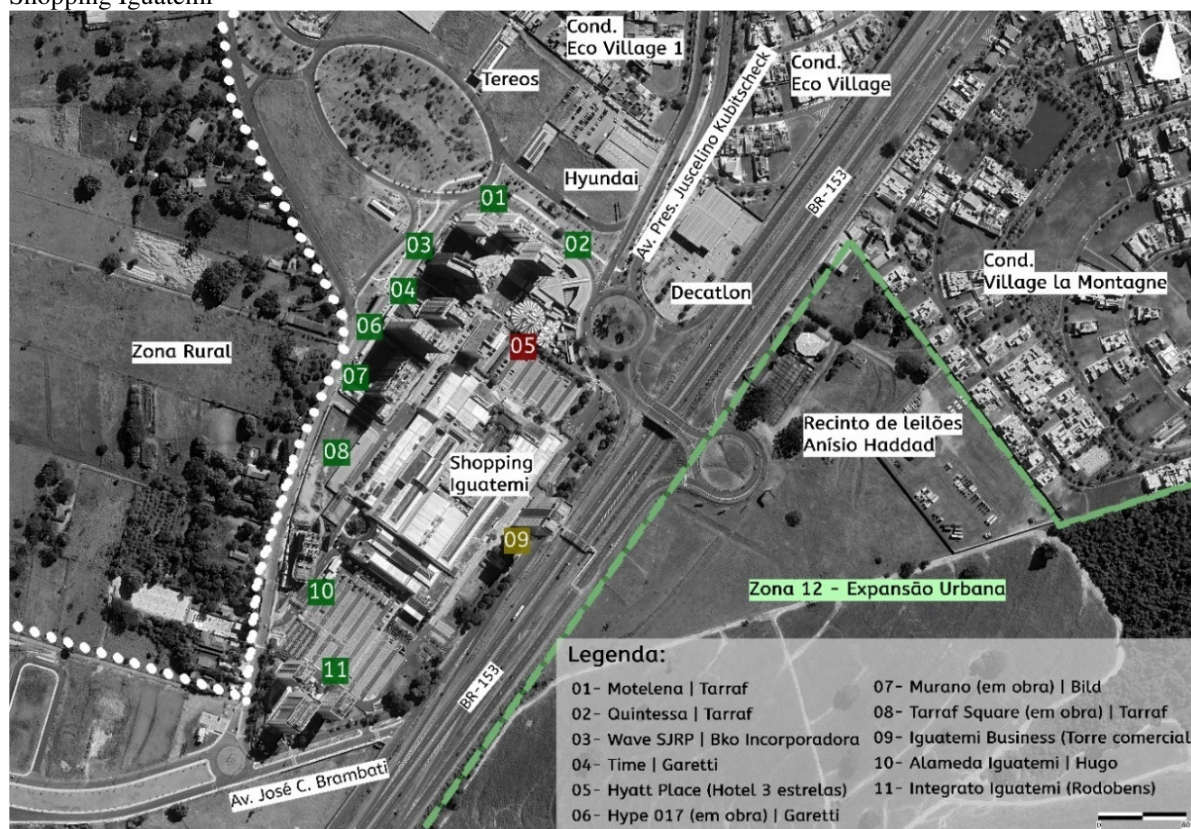 Shopping Iguatemi
Cond.
Eco Village 1
Tereos
Av. Pres. Juscelino Kubitscheck
Cond.
Eco Village
BR-153
Hyundai
01
02
03
04
Decatlon
Cond.
Village la Montagne
05
06
Zona Rural
07
Recinto de leilões
Anísio Haddad
08
Shopping
Iguatemi
09
10
Zona 12 - Expansão Urbana
11
BR-153
Av. José C. Brambati
Legenda:
01- Motelena | Tarraf
02- Quintessa | Tarraf
03- Wave SJRP | Bko Incorporadora
04- Time | Garetti
05- Hyatt Place (Hotel 3 estrelas)
06- Hype 017 (em obra) | Garetti
07- Murano (em obra) | Bild
08- Tarraf Square (em obra) | Tarraf
09- Iguatemi Business (Torre comercial
10- Alameda Iguatemi | Hugo
11- Integrato Iguatemi (Rodobens)
0